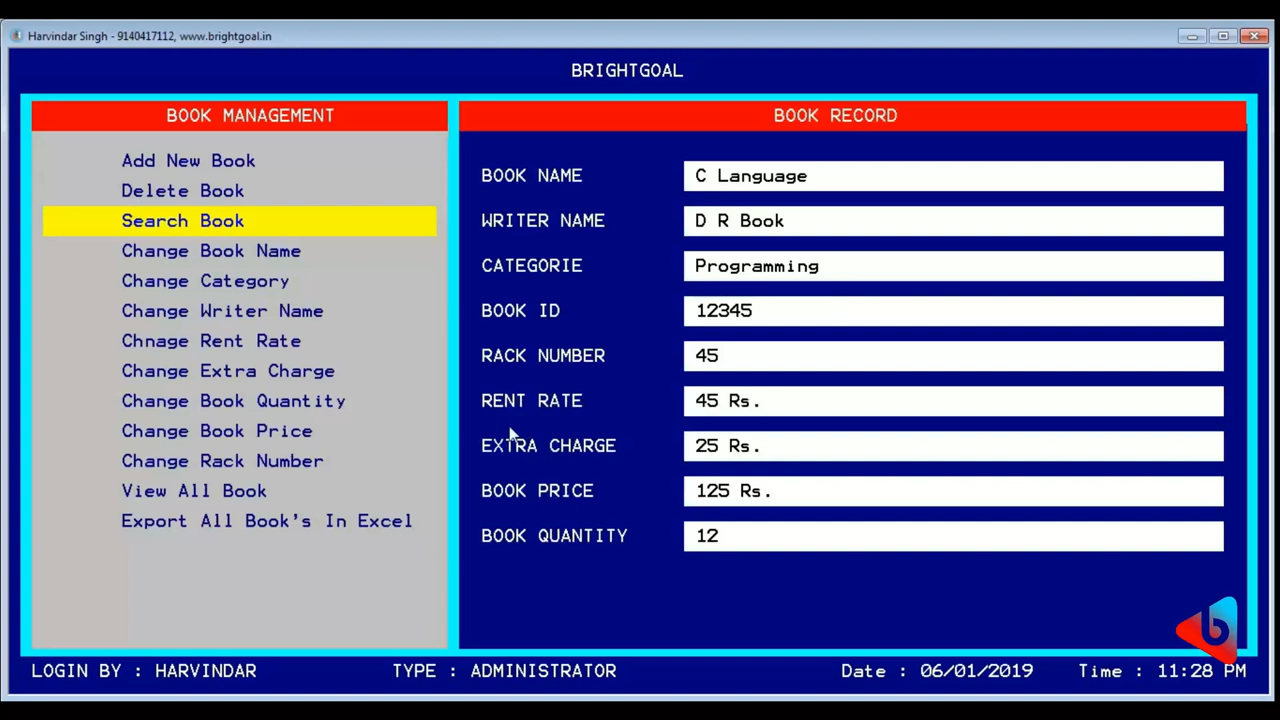 Harvindar Singh - 9140417112, www.brightgoal.in
BRIGHTGOAL
BOOK MANAGEMENT
Add New Book
Delete Book
Search Book
Change Book Name
Change Category
Change Writer Name
Chnage Rent Rate
Change Extra Charge
Change Book Quantity
Change Book Price
Change Rack Number
View All Book
Export All Book's In Excel
BOOK RECORD
BOOK NAME C Language
WRITER NAME D R Book
CATEGORIE Programming
BOOK ID 12345
RACK NUMBER 45
RENT RATE 45 Rs.
EXTRA CHARGE 25 Rs.
BOOK PRICE 125 Rs.
BOOK QUANTITY 12
b
LOGIN BY : HARVINDAR TYPE : ADMINISTRATOR Date : 06/01/2019 Time : 11:28 PM